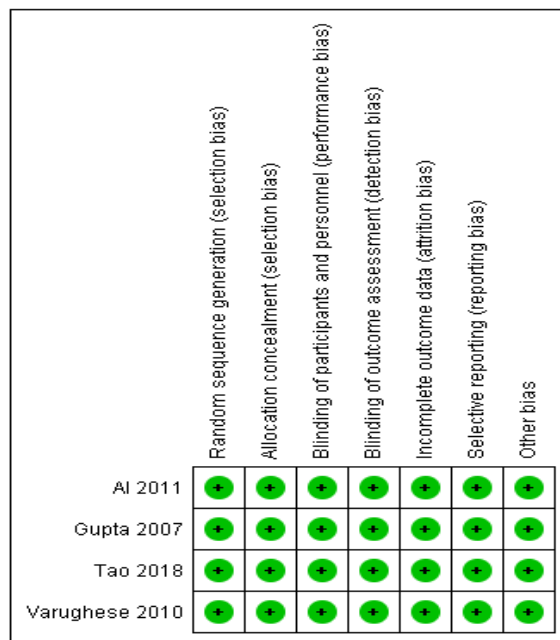 Random sequence generation (selection bias)
Allocation concealment (selection bias)
Blinding of participants and personnel (performance bias)
Blinding of outcome assessment (detection bias)
Incomplete outcome data (attrition bias)
Selective reporting (reporting bias)
Other bias
Al 2011 + + + + + + +
Gupta 2007 + + + + + + +
Tao 2018 + + + + + + +
Varughese 2010 + + + + + + +